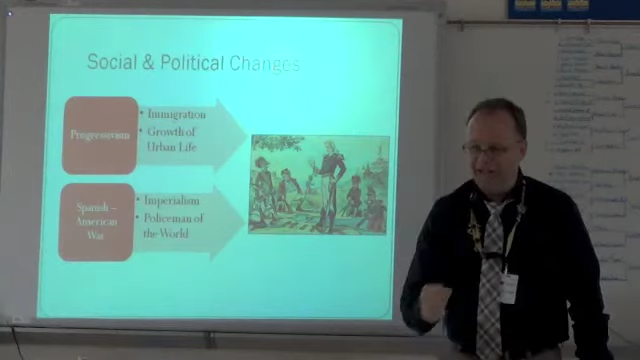 Social & Political Changes
Progressivism
• Immigration
• Growth of
Urban Life
Spanish –
American
War
• Imperialism
• Policeman of
the World